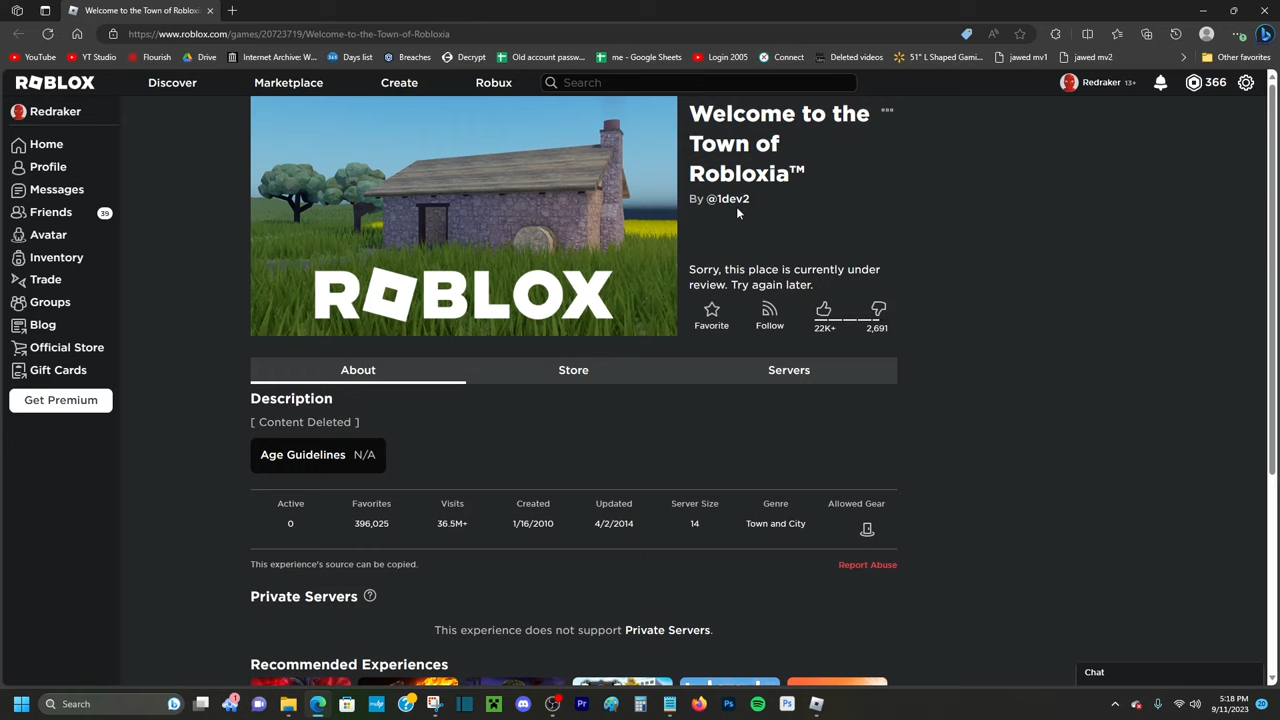 Welcome to the Town of Robloxia
https://www.roblox.com/games/20723719/Welcome-to-the-Town-of-Robloxia
YouTube
YT Studio
Flourish
Drive
Internet Archive: W...
Days List
Breaches
Decrypt
Old account passw...
me - Google Sheets
Login 2005
Connect
Deleted videos
51" L Shaped Gami...
jawed mv1
jawed mv2
Other favorites
ROBLOX
Discover
Marketplace
Create
Robux
Search
Redraker 13+
366
Redraker
Home
Profile
Messages
Friends 39
Avatar
Inventory
Trade
Groups
Blog
Official Store
Gift Cards
Get Premium
ROBLOX
Welcome to the
Town of
Robloxia™
By @1dev2
Sorry, this place is currently under
review. Try again later.
Favorite
Follow
22K+
2,691
About
Store
Servers
Description
[ Content Deleted ]
Age Guidelines N/A
Active Favorites Visits Created Updated Server Size Genre Allowed Gear
0 396,025 36.5M+ 1/16/2010 4/2/2014 14 Town and City
This experience's source can be copied.
Report Abuse
Private Servers
This experience does not support Private Servers.
Recommended Experiences
Chat
Search
5:18 PM
9/11/2023
20